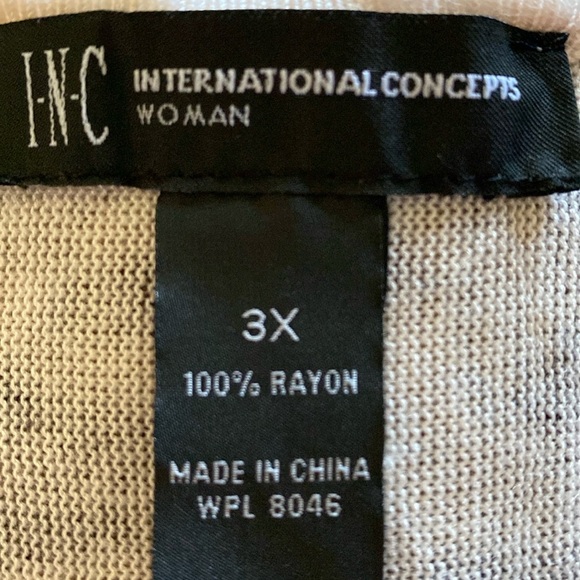 I-N-C INTERNATIONAL CONCEPTS
WOMAN
3X
100% RAYON
MADE IN CHINA
WPL 8046